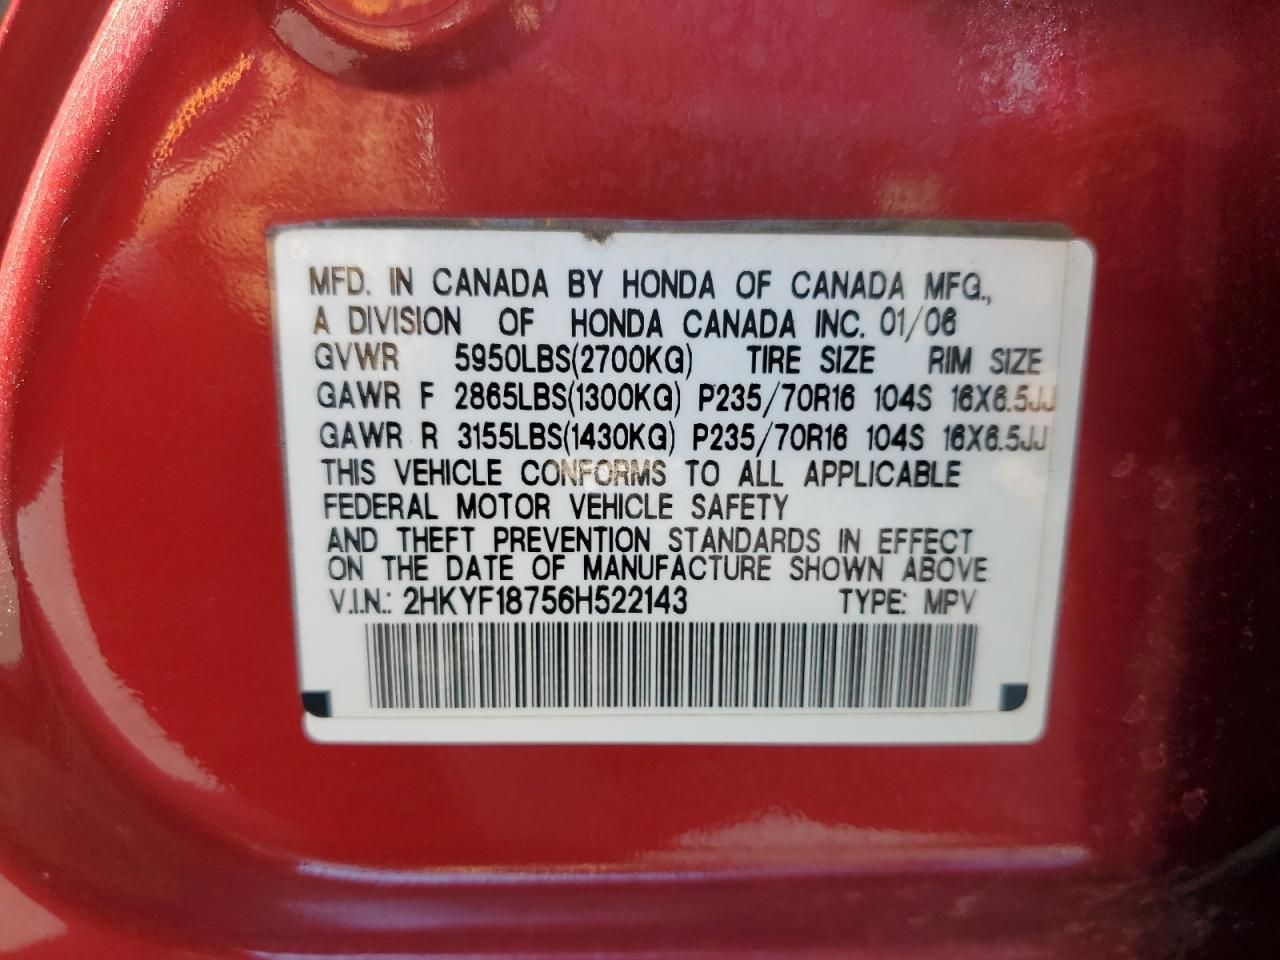 MFD. IN CANADA BY HONDA OF CANADA MFG.,
A DIVISION OF HONDA CANADA INC. 01/06
GVWR 5950LBS(2700KG) TIRE SIZE RIM SIZE
GAWR F 2865LBS(1300KG) P235/70R16 104S 16X6.5JJ
GAWR R 3155LBS(1430KG) P235/70R16 104S 16X6.5JJ
THIS VEHICLE CONFORMS TO ALL APPLICABLE
FEDERAL MOTOR VEHICLE SAFETY
AND THEFT PREVENTION STANDARDS IN EFFECT
ON THE DATE OF MANUFACTURE SHOWN ABOVE
V.I.N.: 2HKYF18756H522143 TYPE: MPV